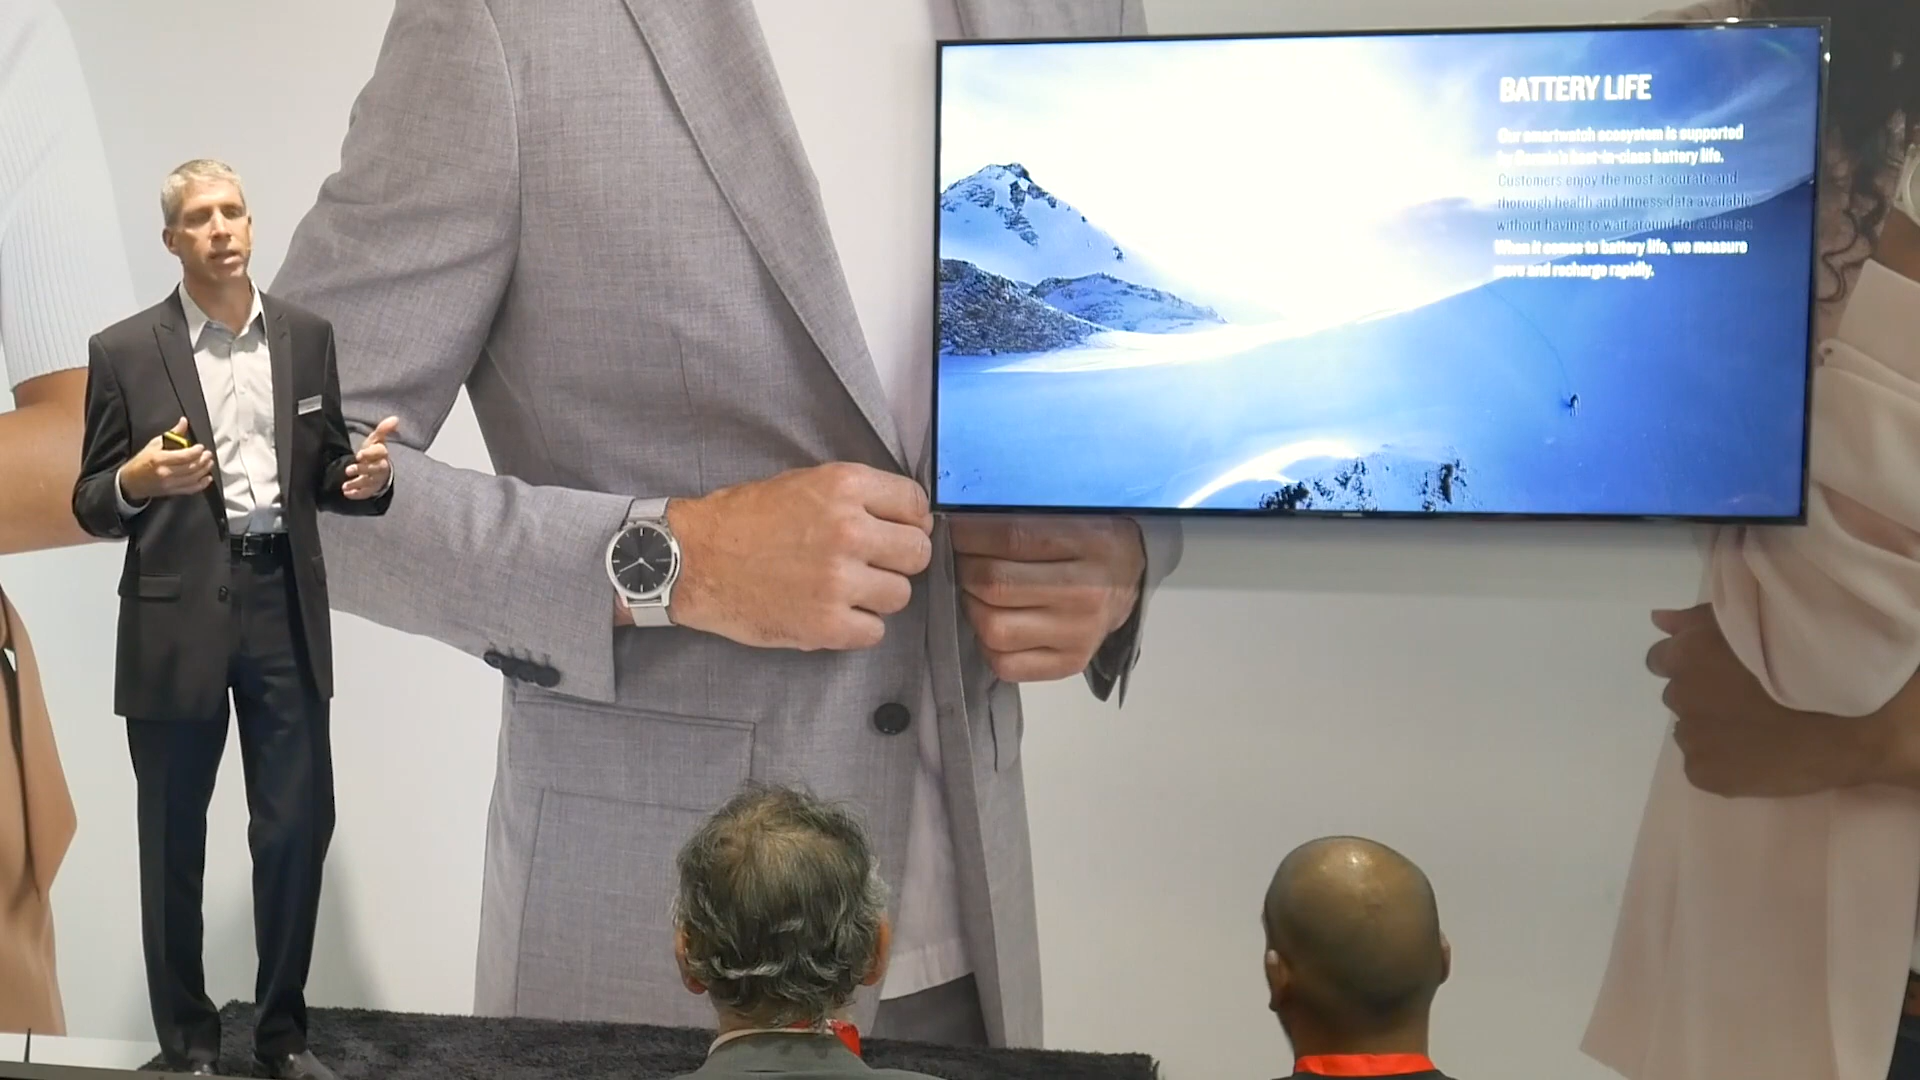 BATTERY LIFE
Our smartwatch ecosystem is supported
by Garmin's best-in-class battery life.
Customers enjoy the most accurate and
thorough health and fitness data available
without having to wait around for a recharge.
When it comes to battery life, we measure
more and recharge rapidly.